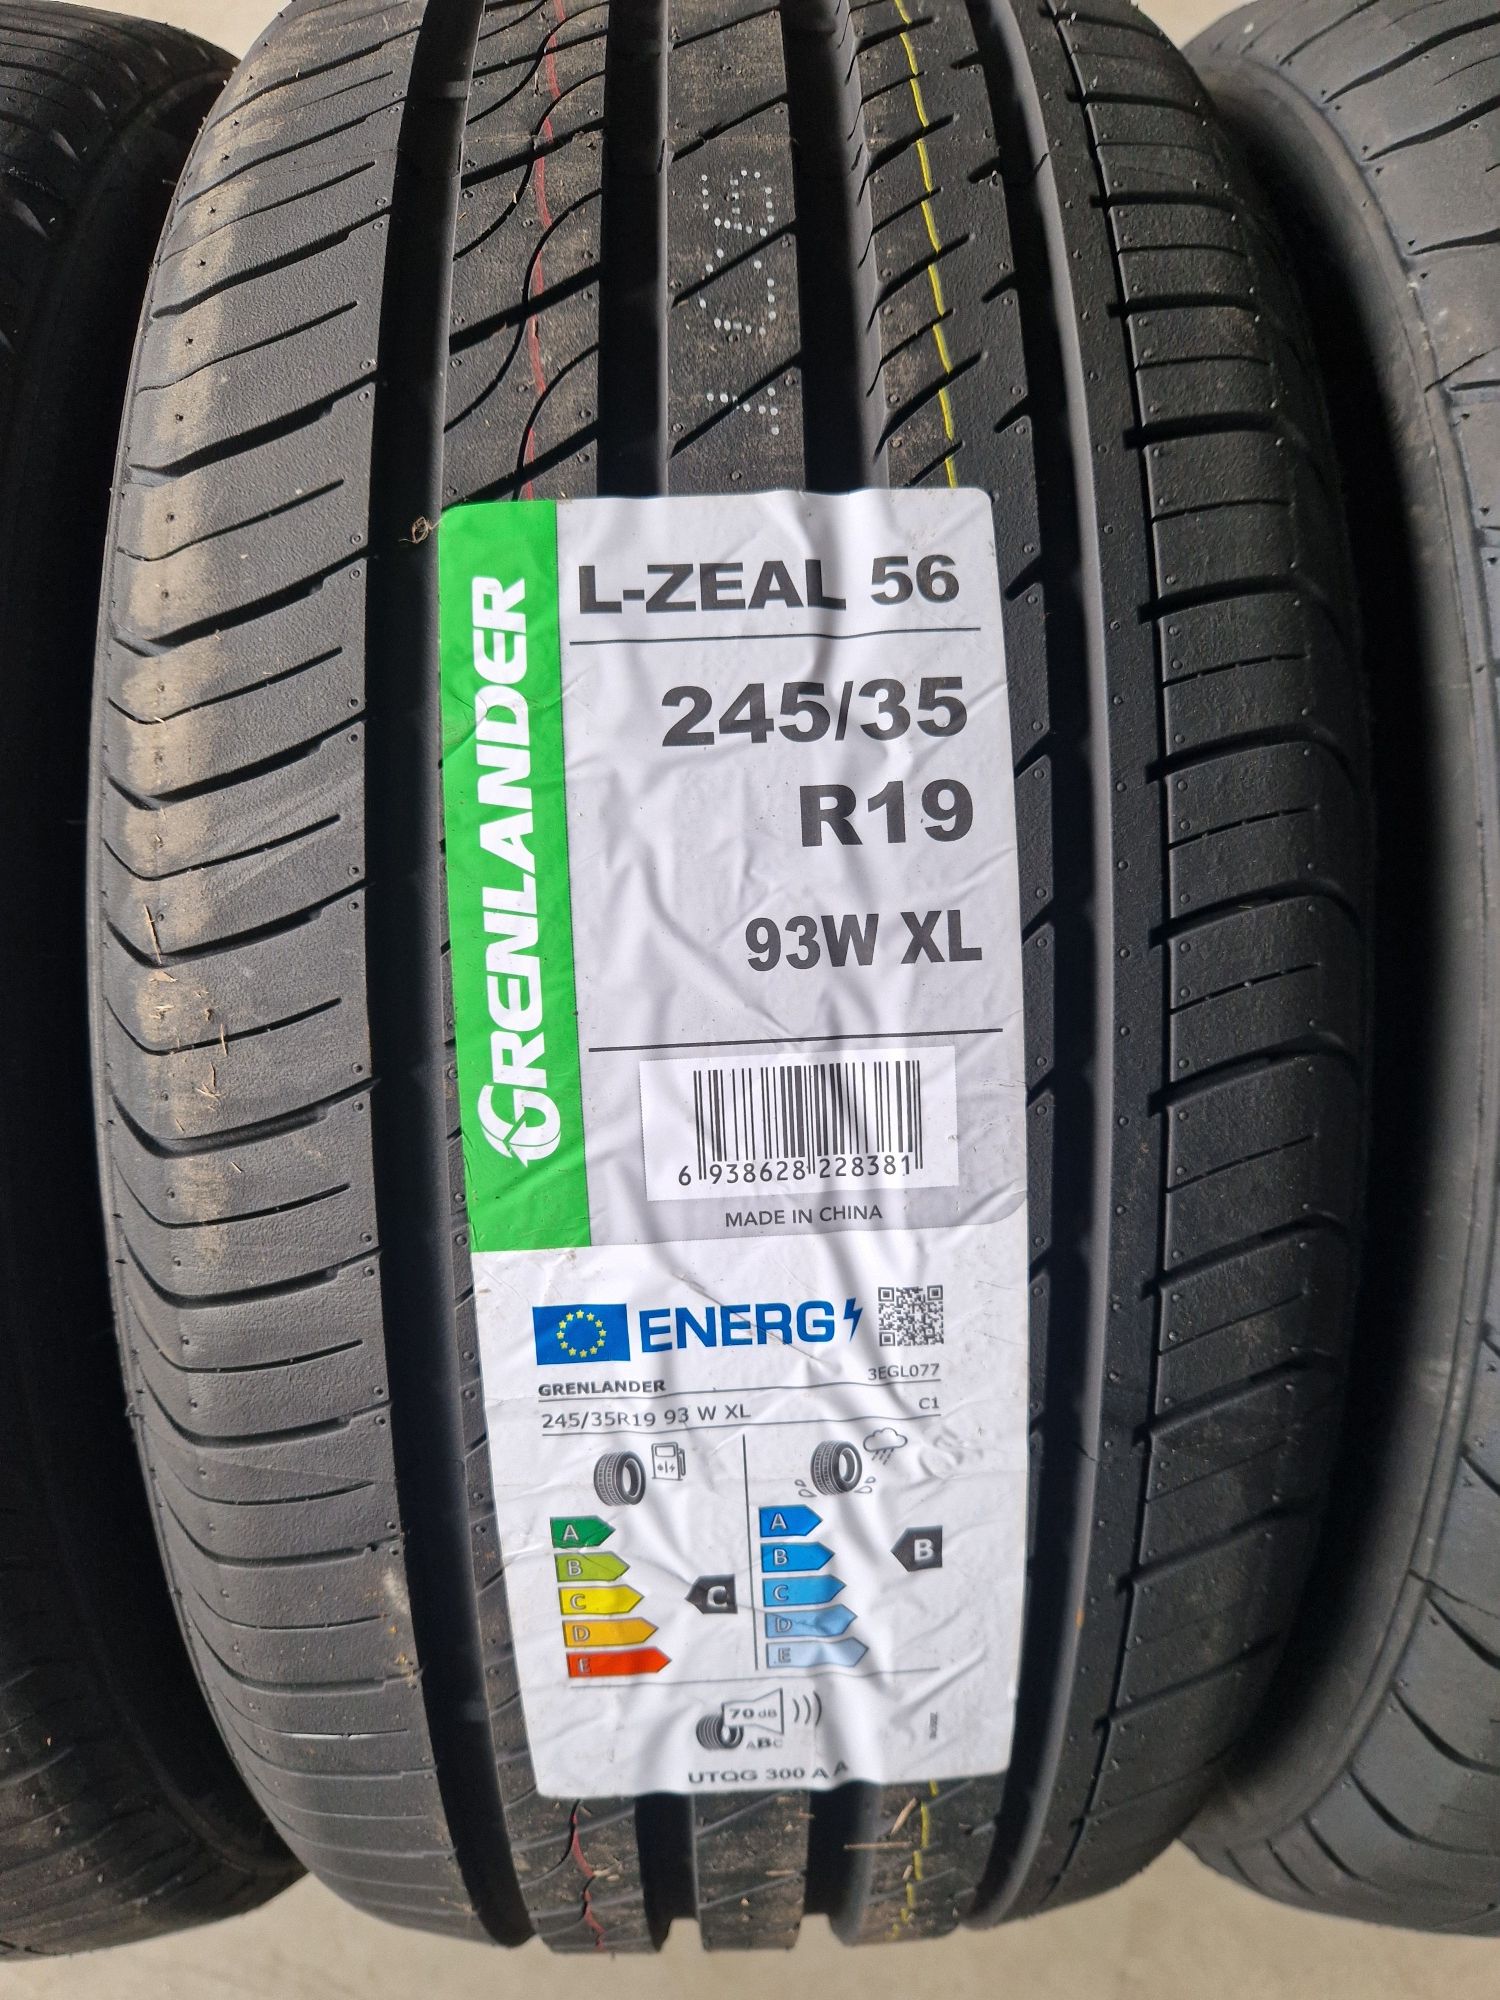 GRENLANDER
L-ZEAL 56
245/35
R19
93W XL
6 938628 228381
MADE IN CHINA
ENERG
GRENLANDER 3EGL077
245/35R19 93 W XL C1
A
B
C
D
E
C
A
B
C
D
E
B
70 dB
ABC
UTQG 300 A A